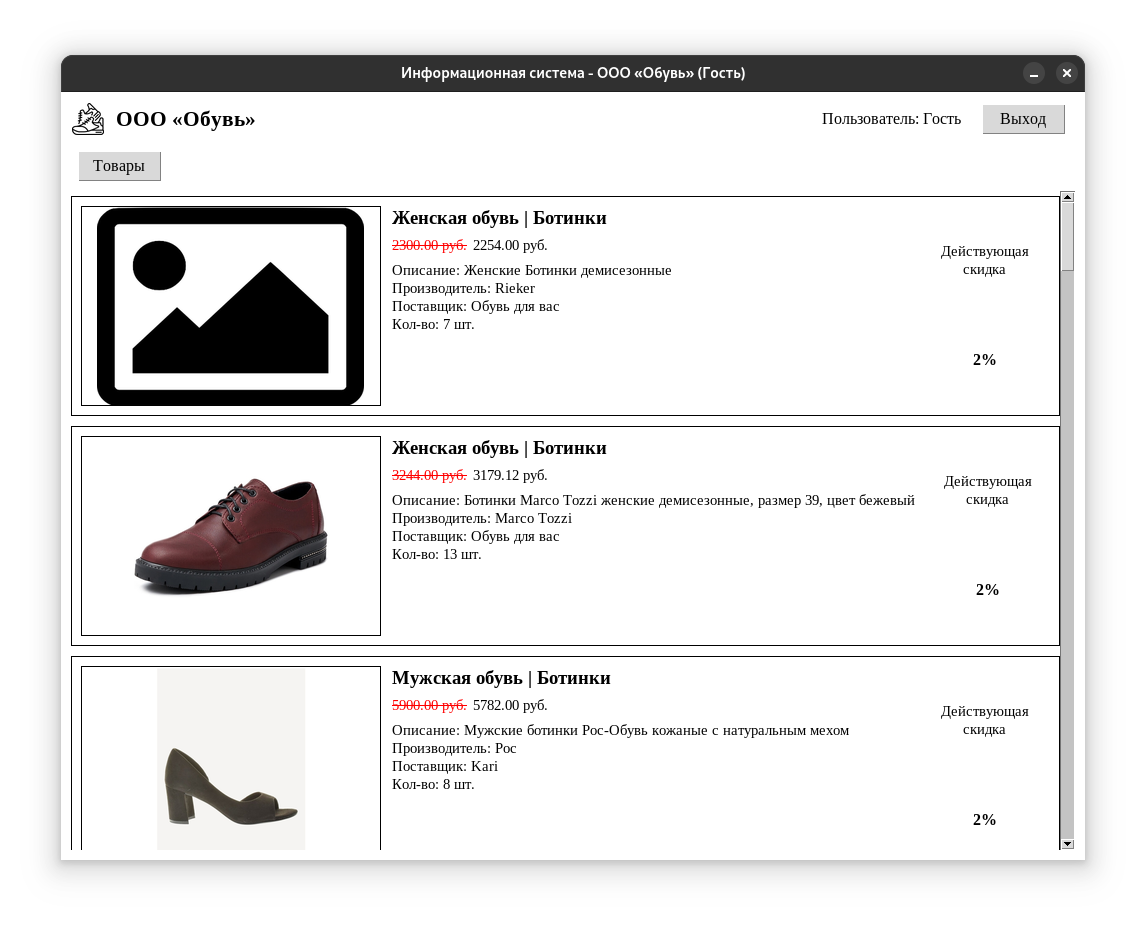 Информационная система - ООО «Обувь» (Гость)
ООО «Обувь»
Пользователь: Гость
Выход
Товары
Женская обувь | Ботинки
2300.00 руб. 2254.00 руб.
Описание: Женские Ботинки демисезонные
Производитель: Rieker
Поставщик: Обувь для вас
Кол-во: 7 шт.
Действующая
скидка
2%
Женская обувь | Ботинки
3244.00 руб. 3179.12 руб.
Описание: Ботинки Marco Tozzi женские демисезонные, размер 39, цвет бежевый
Производитель: Marco Tozzi
Поставщик: Обувь для вас
Кол-во: 13 шт.
Действующая
скидка
2%
Мужская обувь | Ботинки
5900.00 руб. 5782.00 руб.
Описание: Мужские ботинки Рос-Обувь кожаные с натуральным мехом
Производитель: Рос
Поставщик: Kari
Кол-во: 8 шт.
Действующая
скидка
2%